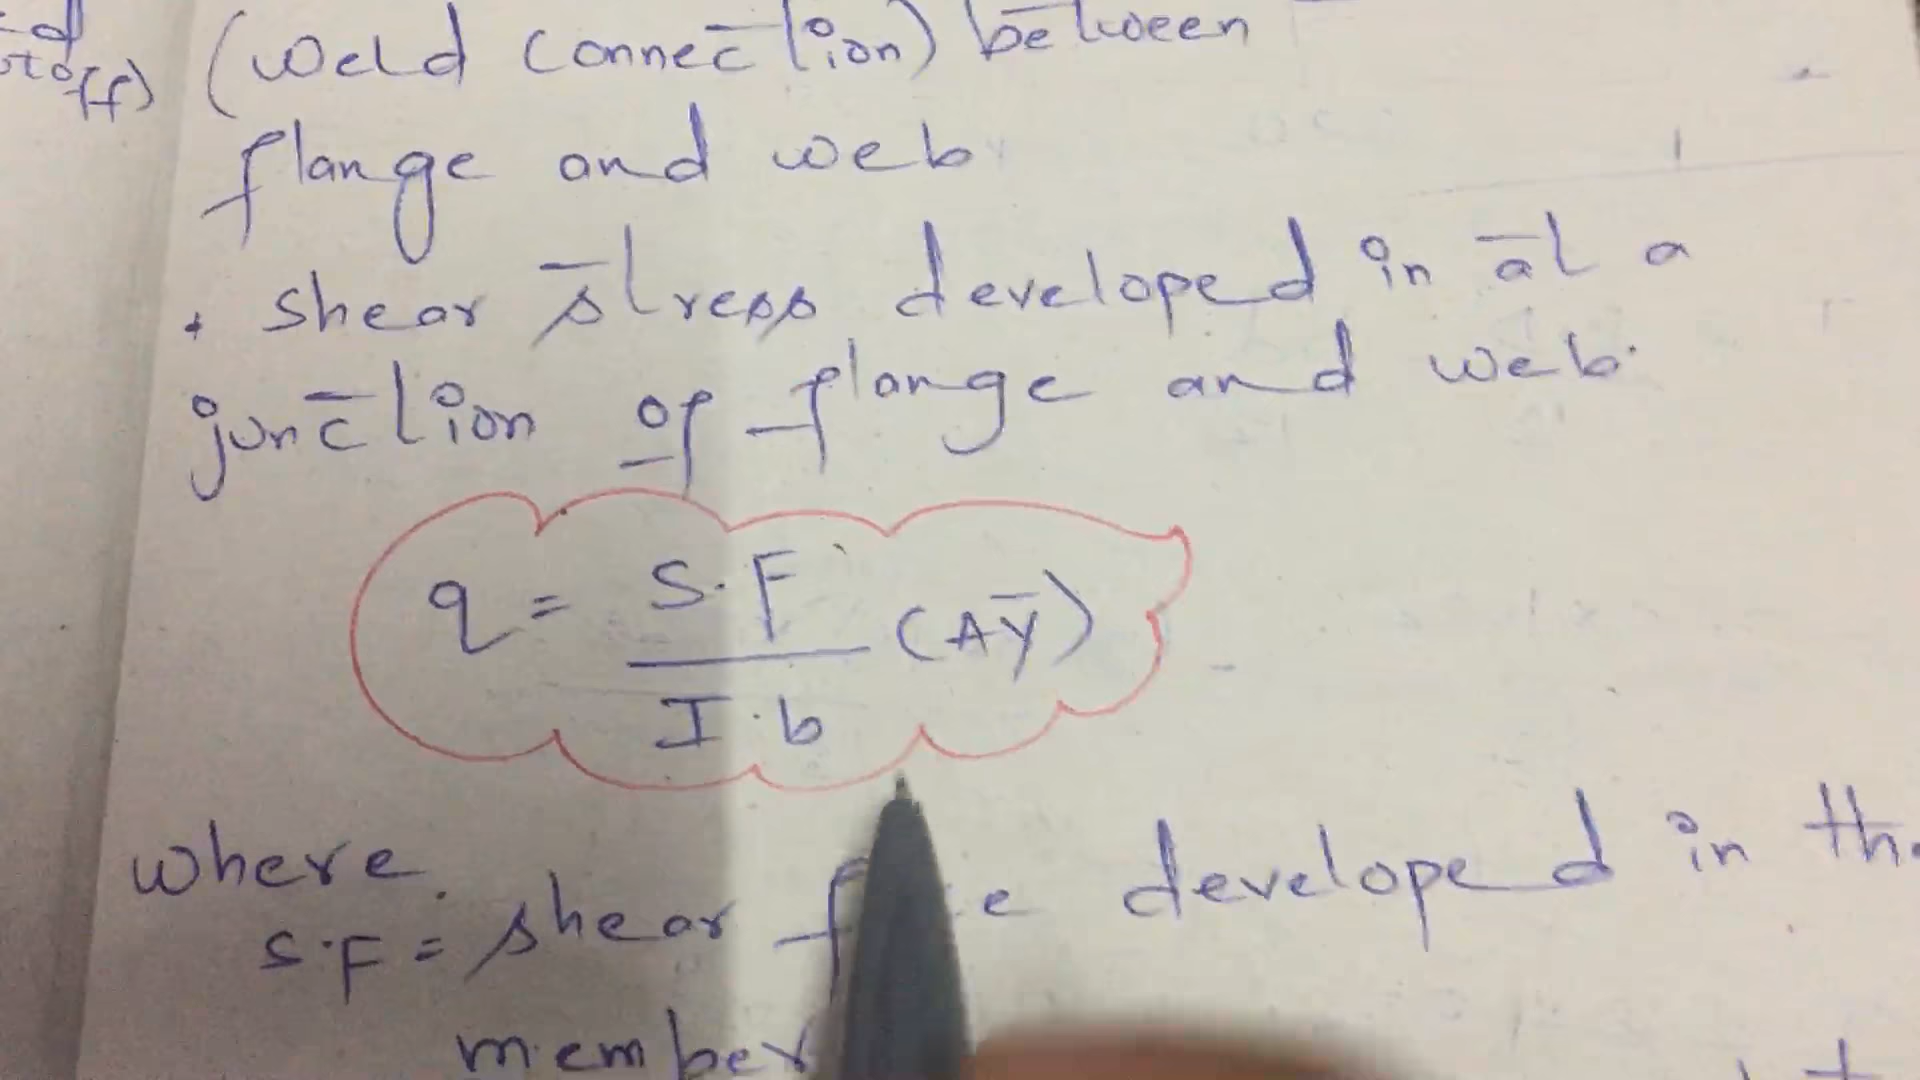 (weld connection) between
flange and web
shear stress developed in at a
junction of flange and web.
q = S.F / I.b (AȲ)
where
S.F = shear developed in
member